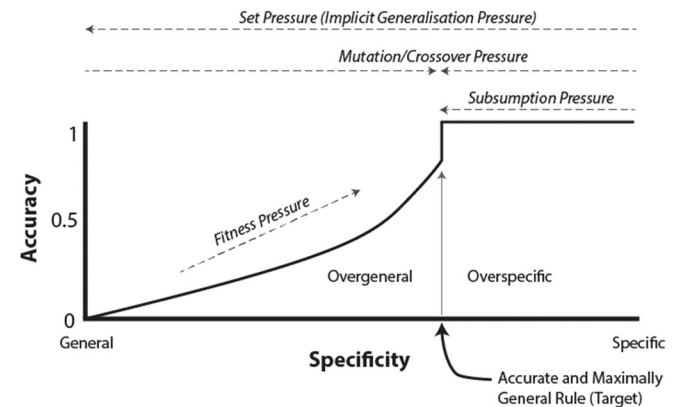 Set Pressure (Implicit Generalisation Pressure)
Mutation/Crossover Pressure
Subsumption Pressure
1
Accuracy
0.5
Fitness Pressure
Overgeneral
Overspecific
0
General
Specific
Specificity
Accurate and Maximally
General Rule (Target)